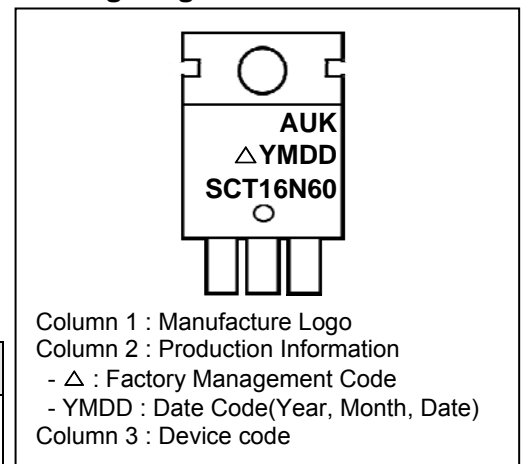 AUK
△YMDD
SCT16N60
Column 1 : Manufacture Logo
Column 2 : Production Information
- △ : Factory Management Code
- YMDD : Date Code(Year, Month, Date)
Column 3 : Device code